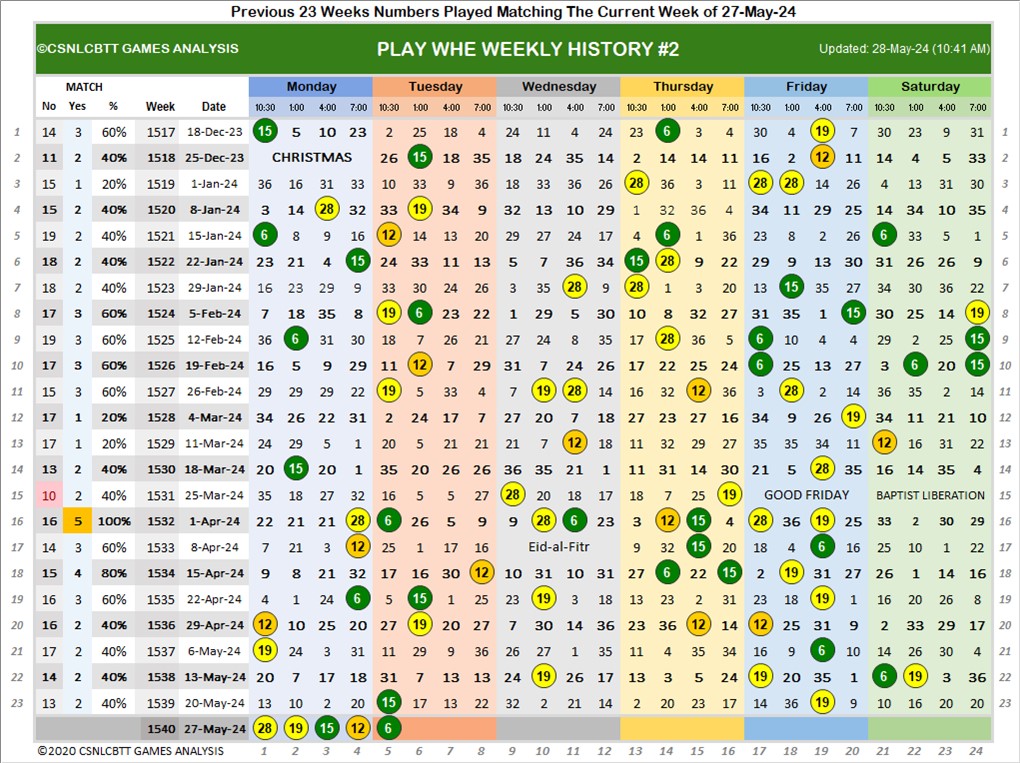 Previous 23 Weeks Numbers Played Matching The Current Week of 27-May-24
©CSNLCBTT GAMES ANALYSIS PLAY WHE WEEKLY HISTORY #2 Updated: 28-May-24 (10:41 AM)
MATCH Monday Tuesday Wednesday Thursday Friday Saturday
No Yes % Week Date 10:30 1:00 4:00 7:00 10:30 1:00 4:00 7:00 10:30 1:00 4:00 7:00 10:30 1:00 4:00 7:00 10:30 1:00 4:00 7:00 10:30 1:00 4:00 7:00
1 14 3 60% 1517 18-Dec-23 15 5 10 23 2 25 18 4 24 11 4 24 23 6 3 4 30 4 19 7 30 23 9 31 1
2 11 2 40% 1518 25-Dec-23 CHRISTMAS 26 15 18 35 18 24 35 14 2 14 14 11 16 2 12 11 14 4 5 33 2
3 15 1 20% 1519 1-Jan-24 36 16 31 33 10 33 9 36 18 33 36 26 28 36 3 11 28 28 14 26 4 13 31 30 3
4 15 2 40% 1520 8-Jan-24 3 14 28 32 33 19 34 9 32 13 10 29 1 32 36 4 34 11 29 25 14 34 10 35 4
5 19 2 40% 1521 15-Jan-24 6 8 9 16 12 14 13 20 29 27 24 17 4 6 1 36 23 8 2 26 6 33 5 1 5
6 18 2 40% 1522 22-Jan-24 23 21 4 15 24 33 11 13 5 7 36 34 15 28 9 22 29 9 13 30 31 26 26 9 6
7 18 2 40% 1523 29-Jan-24 16 23 29 9 33 30 24 26 3 35 28 9 28 1 3 20 18 15 35 27 34 30 36 22 7
8 17 3 60% 1524 5-Feb-24 7 18 35 8 19 6 23 22 1 29 5 30 10 8 32 27 31 35 1 15 30 25 14 19 8
9 19 3 60% 1525 12-Feb-24 36 6 31 30 18 7 26 21 27 24 8 35 17 28 36 5 6 10 4 4 29 2 25 15 9
10 17 3 60% 1526 19-Feb-24 16 5 9 29 11 12 7 29 31 7 24 26 17 22 25 24 6 25 13 27 3 6 20 15 10
11 15 3 60% 1527 26-Feb-24 29 29 29 22 19 5 33 4 7 19 28 14 16 32 12 36 3 28 2 14 36 35 2 14 11
12 17 1 20% 1528 4-Mar-24 34 26 22 31 2 24 17 7 27 20 7 18 27 23 27 16 34 9 26 19 34 11 21 10 12
13 17 1 20% 1529 11-Mar-24 24 29 5 1 20 5 21 21 21 7 12 18 11 32 29 27 35 35 34 11 12 16 31 22 13
14 13 2 40% 1530 18-Mar-24 20 15 20 1 35 20 26 26 36 35 21 1 11 31 14 30 21 5 28 35 16 14 35 4 14
15 10 2 40% 1531 25-Mar-24 35 18 27 32 16 5 5 27 28 20 18 17 18 7 25 19 GOOD FRIDAY BAPTIST LIBERATION 15
16 16 5 100% 1532 1-Apr-24 22 21 21 28 6 26 5 9 9 28 6 23 3 12 15 4 28 36 19 25 33 2 30 29 16
17 14 3 60% 1533 8-Apr-24 7 21 3 12 25 1 17 16 Eid-al-Fitr 9 32 15 20 18 4 6 16 25 10 1 22 17
18 15 4 80% 1534 15-Apr-24 9 8 21 32 17 16 30 12 10 31 10 31 27 6 22 15 2 19 31 27 26 1 14 16 18
19 16 3 60% 1535 22-Apr-24 4 1 24 6 5 15 1 25 23 19 3 18 13 23 2 31 23 18 19 1 16 20 26 8 19
20 16 2 40% 1536 29-Apr-24 12 10 25 20 27 19 20 27 7 30 14 36 23 36 12 14 12 25 31 9 2 33 29 17 20
21 17 2 40% 1537 6-May-24 19 24 3 31 11 29 9 36 26 27 1 35 11 4 35 34 16 9 6 10 14 26 30 4 21
22 14 2 40% 1538 13-May-24 20 7 17 18 31 7 13 13 24 19 26 17 13 3 5 24 19 20 35 1 6 19 3 36 22
23 13 2 40% 1539 20-May-24 13 10 2 20 15 17 13 22 32 2 14 2 20 23 17 14 36 19 9 10 16 20 20 23
1540 27-May-24 28 19 15 12 6
©2020 CSNLCBTT GAMES ANALYSIS 1 2 3 4 5 6 7 8 9 10 11 12 13 14 15 16 17 18 19 20 21 22 23 24